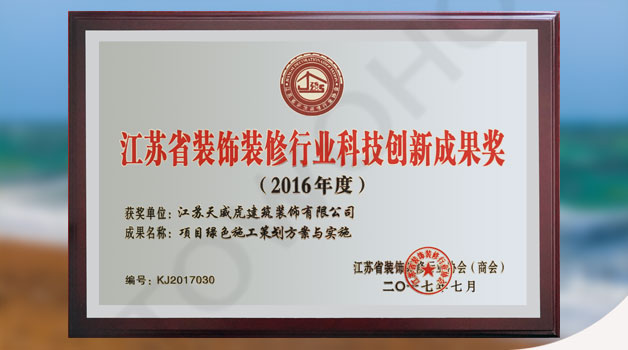 江苏省装饰装修行业科技创新成果奖
（2016年度）
获奖单位：江苏天威虎建筑装饰有限公司
成果名称：项目绿色施工策划方案与实施
江苏省装饰装修行业协会（商会）
编号：KJ2017030
二〇一七年七月